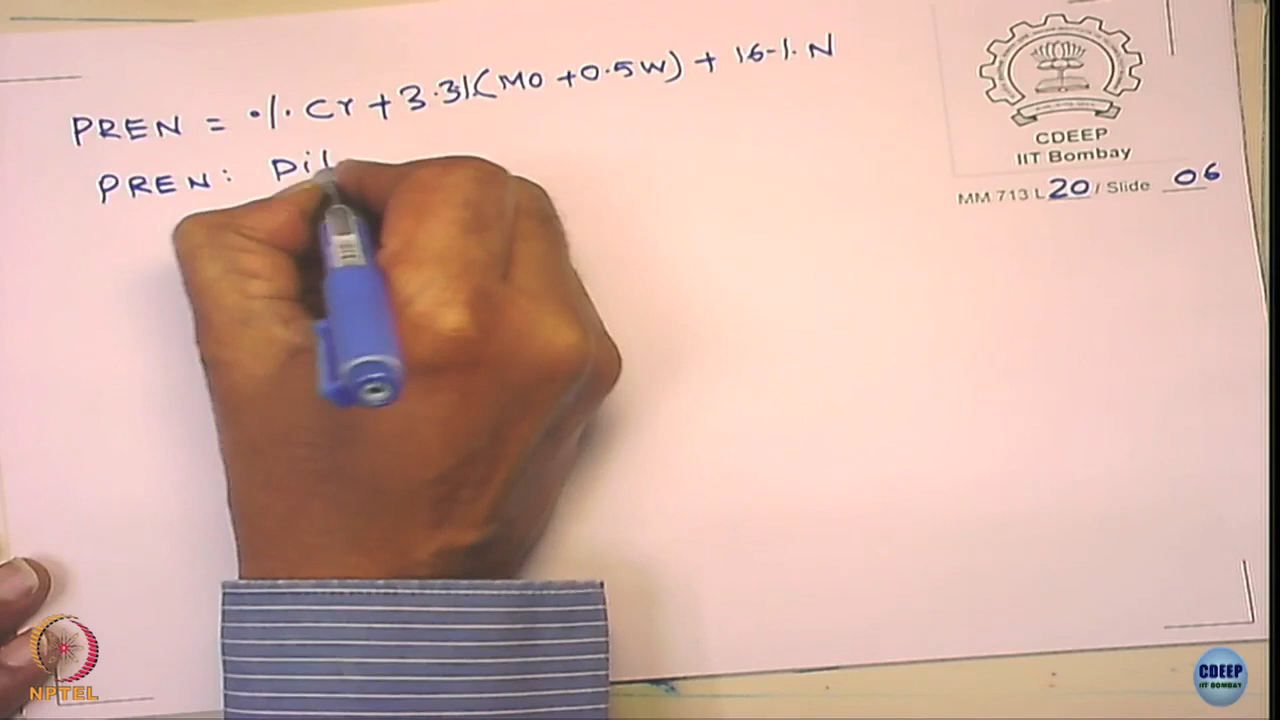 PREN = %. Cr + 3.3%(Mo + 0.5W) + 16%. N
PREN: Pit
CDEEP
IIT Bombay
MM 713 L 20 / Slide 06
NPTEL
CDEEP
IIT BOMBAY